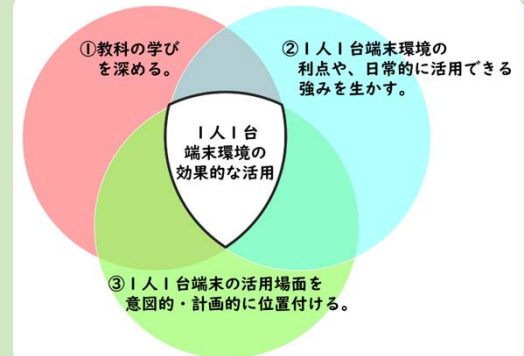 ①教科の学び
を深める。
②1人1台端末環境の
利点や、日常的に活用できる
強みを生かす。
1人1台
端末環境の
効果的な活用
③1人1台端末の活用場面を
意図的・計画的に位置付ける。